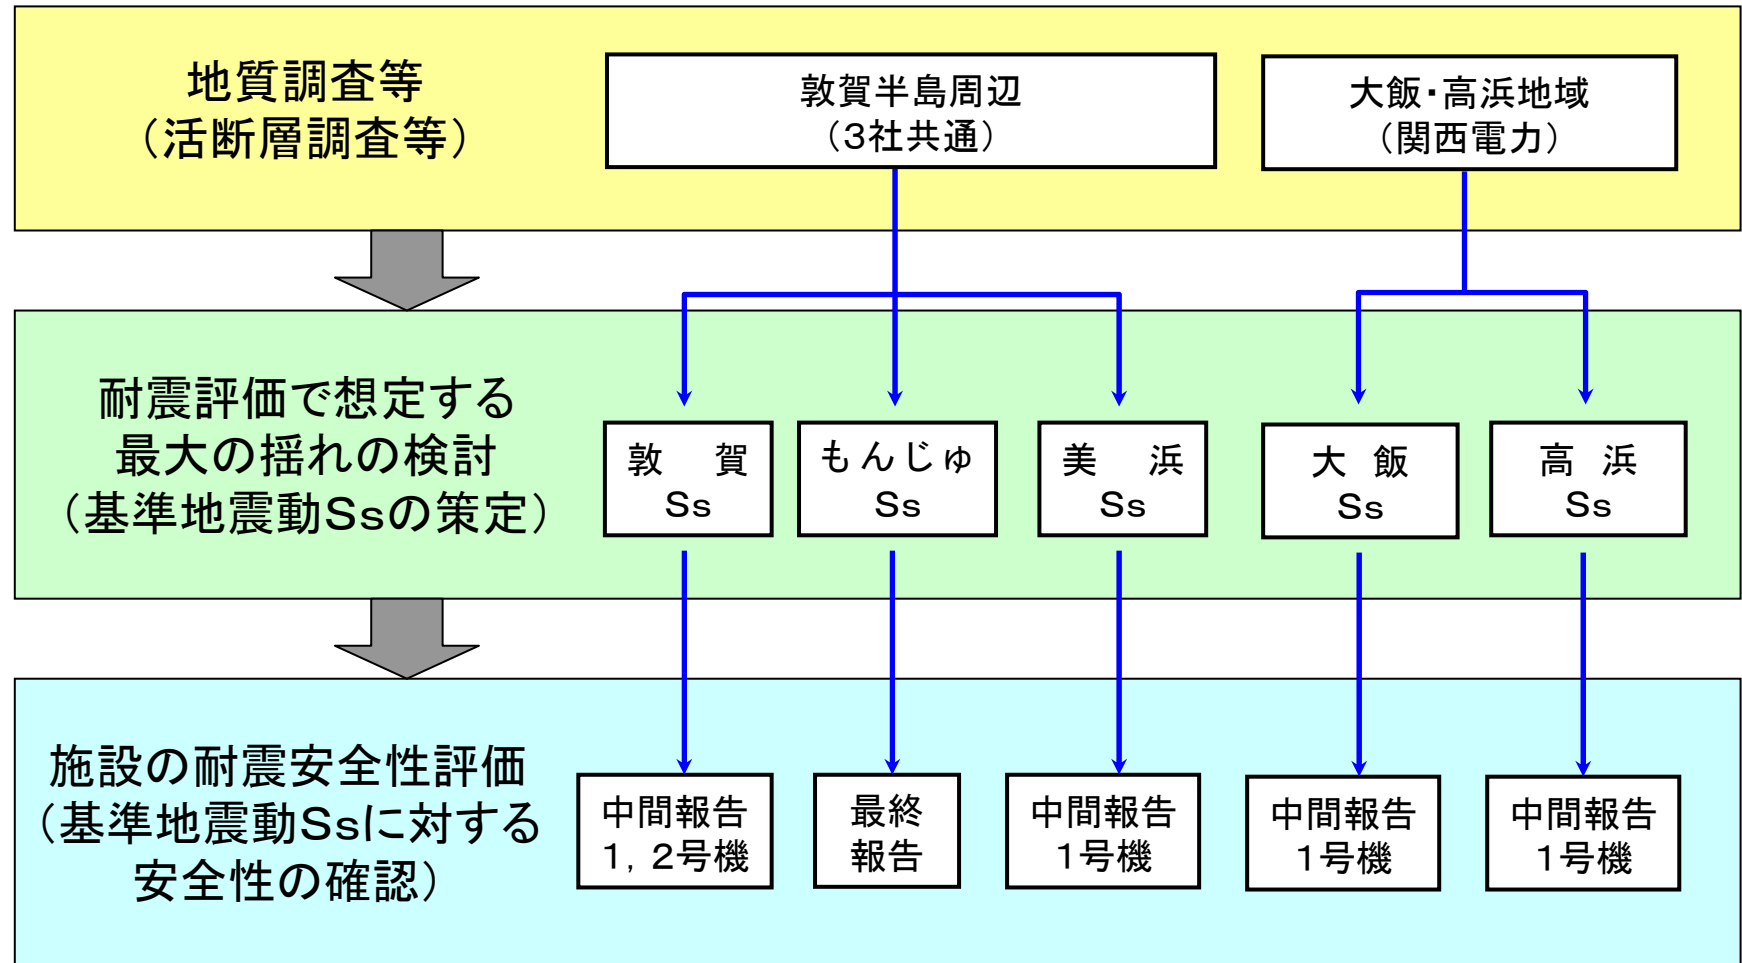 地質調査等
（活断層調査等）
敦賀半島周辺
（3社共通）
大飯・高浜地域
（関西電力）
耐震評価で想定する
最大の揺れの検討
（基準地震動Ssの策定）
敦　賀
Ss
もんじゅ
Ss
美　浜
Ss
大 飯
Ss
高 浜
Ss
施設の耐震安全性評価
（基準地震動Ssに対する
安全性の確認）
中間報告
1，2号機
最終
報告
中間報告
1号機
中間報告
1号機
中間報告
1号機